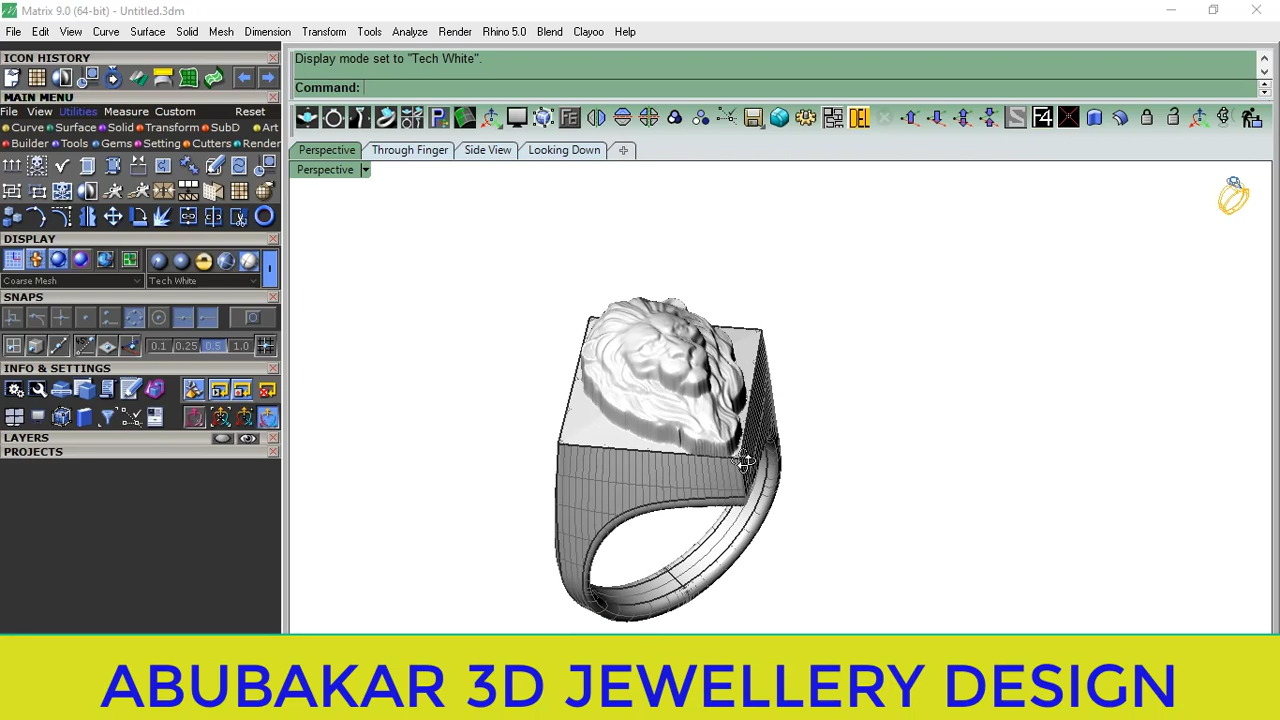 Matrix 9.0 (64-bit) - Untitled.3dm
File Edit View Curve Surface Solid Mesh Dimension Transform Tools Analyze Render Rhino 5.0 Blend Clayoo Help
ICON HISTORY
MAIN MENU
File View Utilities Measure Custom Reset
Curve Surface Solid Transform SubD Art
Builder Tools Gems Setting Cutters Render
DISPLAY
Coarse Mesh Tech White
SNAPS
0.1 0.25 0.5 1.0
INFO & SETTINGS
LAYERS
PROJECTS
Display mode set to "Tech White".
Command:
P FE DEL S F4
Perspective Through Finger Side View Looking Down
Perspective
ABUBAKAR 3D JEWELLERY DESIGN